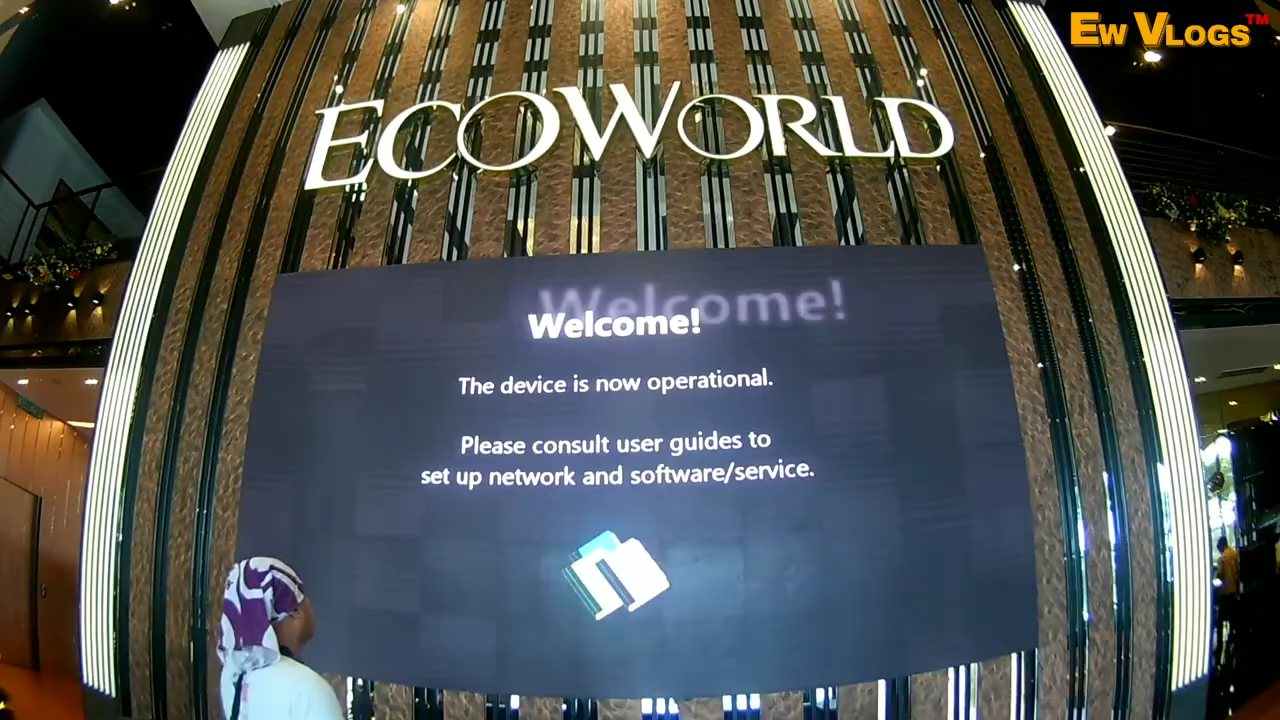 EW VLOGS™
ECOWORLD
Welcome!
Welcome!
The device is now operational.
Please consult user guides to
set up network and software/service.